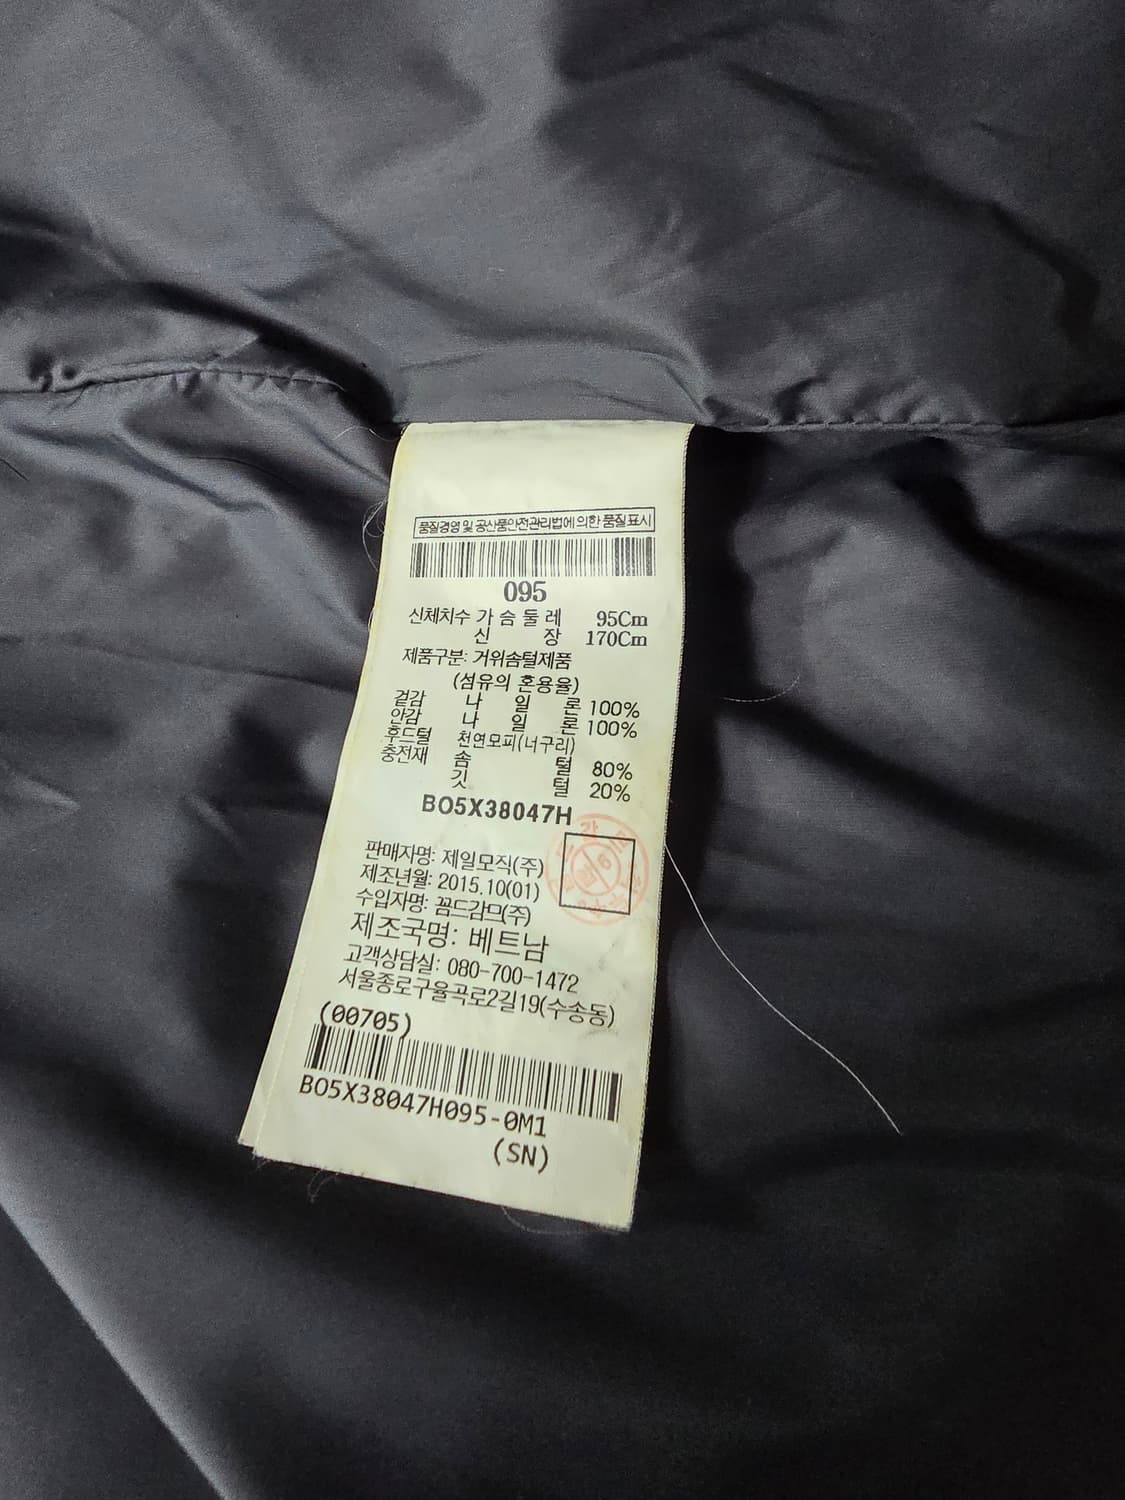 품질경영 및 공산품안전관리법에 의한 품질표시
095
신체치수 가 슴 둘 레 95Cm
신 장 170Cm
제품구분: 거위솜털제품
(섬유의 혼용율)
겉감 나 일 론 100%
안감 나 일 론 100%
후드털 천연모피(너구리)
충전재 솜 털 80%
깃 털 20%
BO5X38047H
판매자명: 제일모직(주)
제조년월: 2015.10(01)
수입자명: 꼼드감므(주)
제조국명: 베트남
고객상담실: 080-700-1472
서울종로구율곡로2길19(수송동)
(00705)
BO5X38047H095-0M1
(SN)